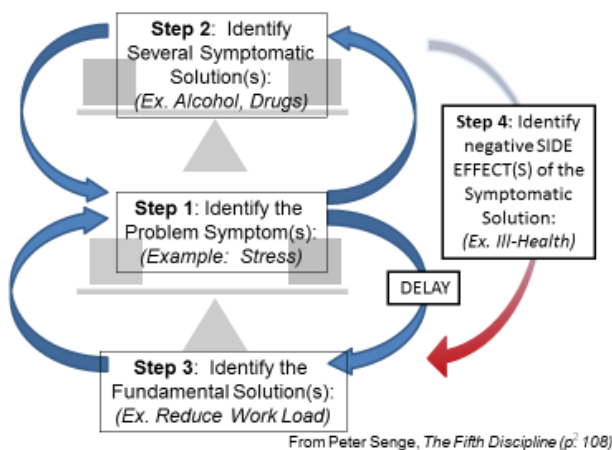 Step 2: Identify
Several Symptomatic
Solution(s):
(Ex. Alcohol, Drugs)
Step 4: Identify
negative SIDE
EFFECT(S) of the
Symptomatic
Solution:
(Ex. Ill-Health)
Step 1: Identify the
Problem Symptom(s):
(Example: Stress)
DELAY
Step 3: Identify the
Fundamental Solution(s):
(Ex. Reduce Work Load)
From Peter Senge, The Fifth Discipline (p. 108)
2